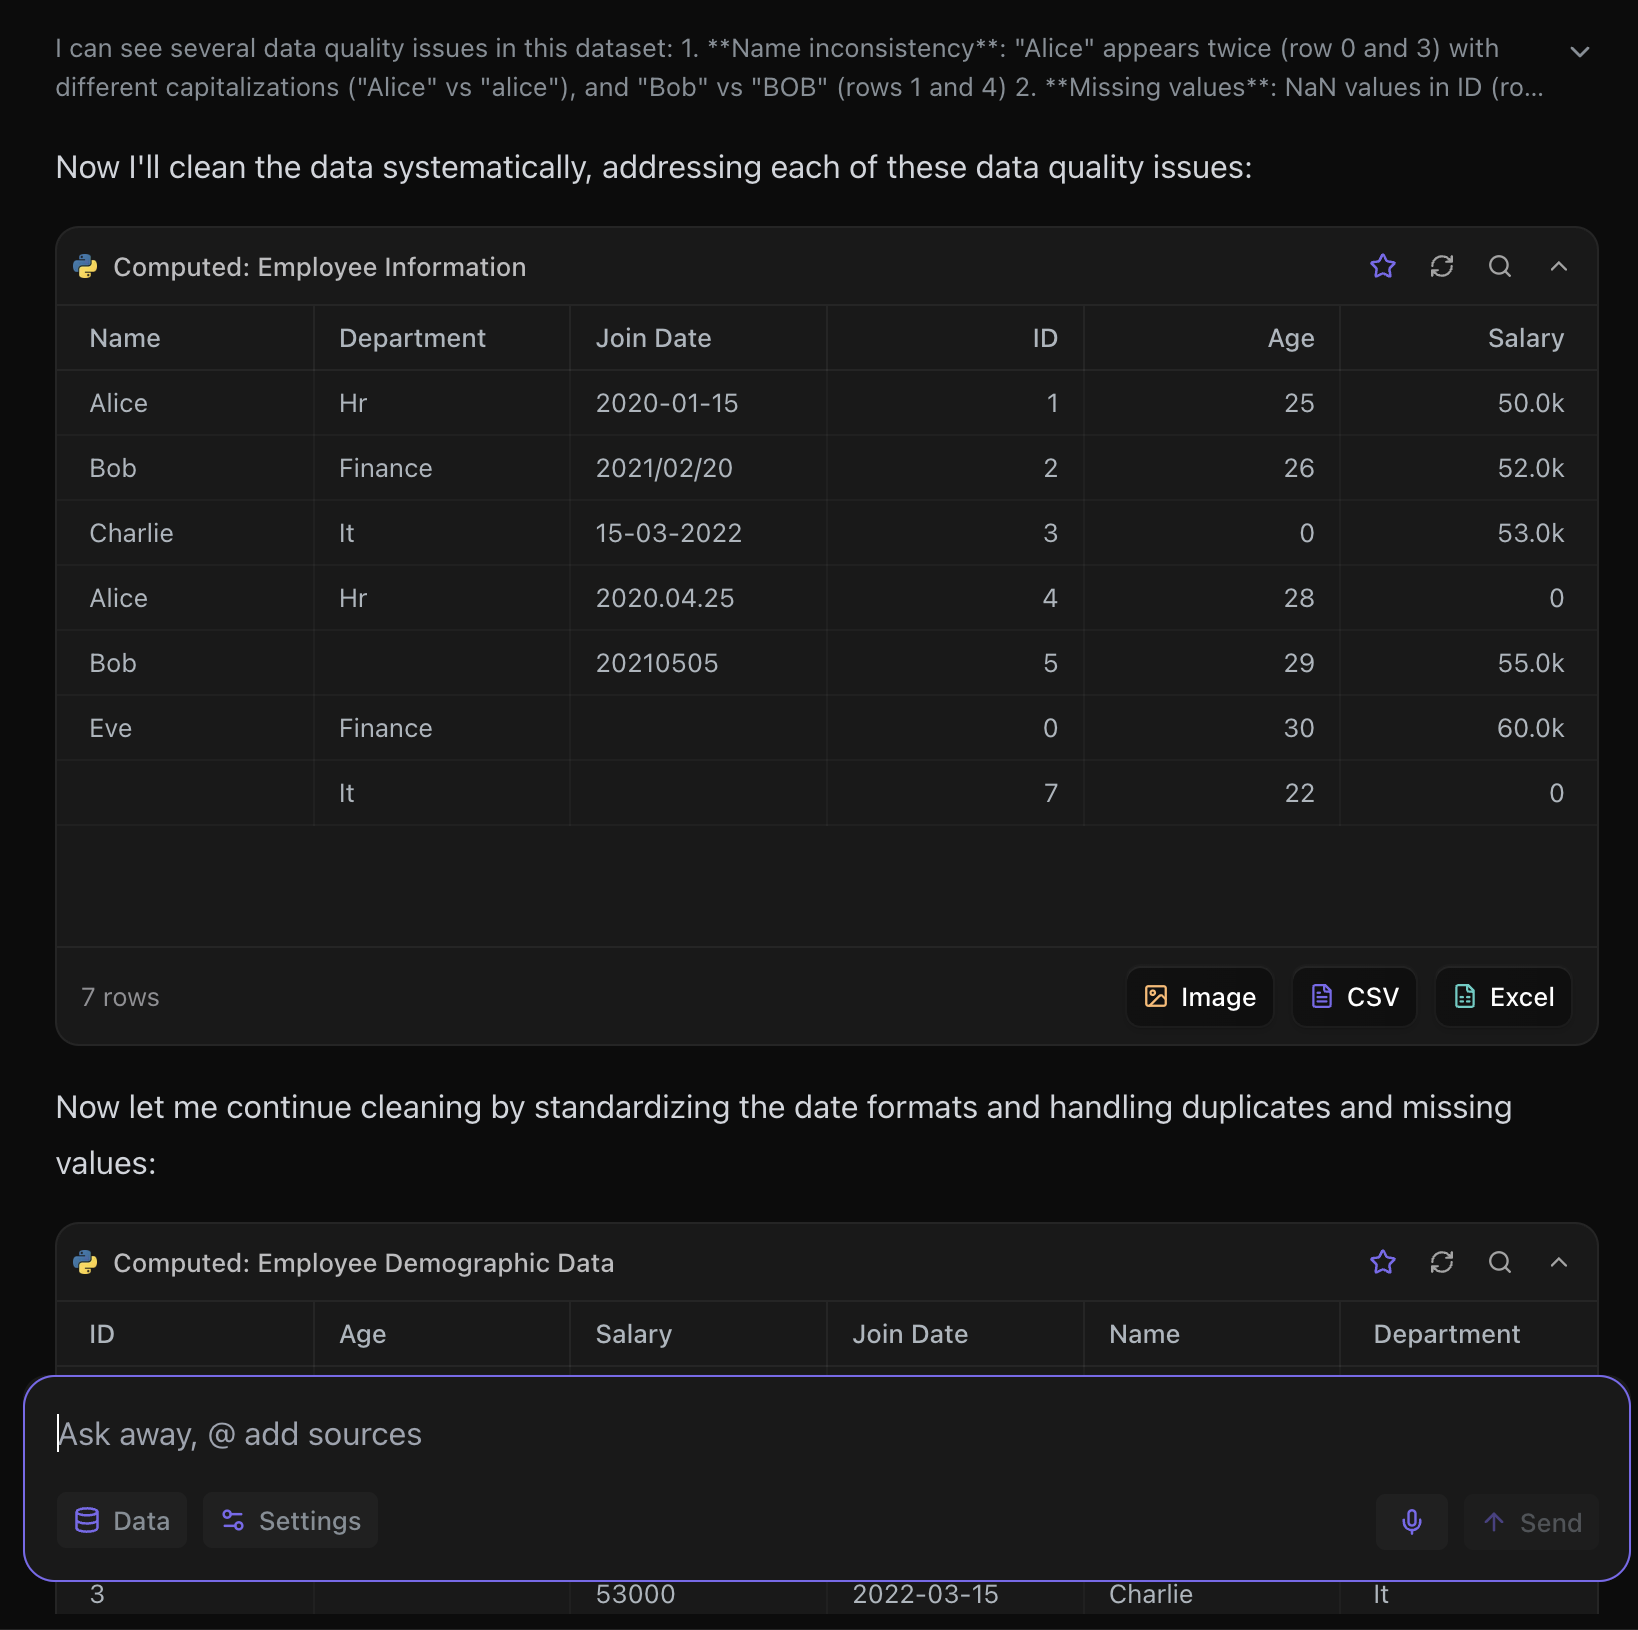 I can see several data quality issues in this dataset: 1. **Name inconsistency**: "Alice" appears twice (row 0 and 3) with
different capitalizations ("Alice" vs "alice"), and "Bob" vs "BOB" (rows 1 and 4) 2. **Missing values**: NaN values in ID (ro...
Now I'll clean the data systematically, addressing each of these data quality issues:
Computed: Employee Information
Name Department Join Date ID Age Salary
Alice Hr 2020-01-15 1 25 50.0k
Bob Finance 2021/02/20 2 26 52.0k
Charlie It 15-03-2022 3 0 53.0k
Alice Hr 2020.04.25 4 28 0
Bob 20210505 5 29 55.0k
Eve Finance 0 30 60.0k
It 7 22 0
7 rows Image CSV Excel
Now let me continue cleaning by standardizing the date formats and handling duplicates and missing
values:
Computed: Employee Demographic Data
ID Age Salary Join Date Name Department
Ask away, @ add sources
Data Settings Send
3 53000 2022-03-15 Charlie It